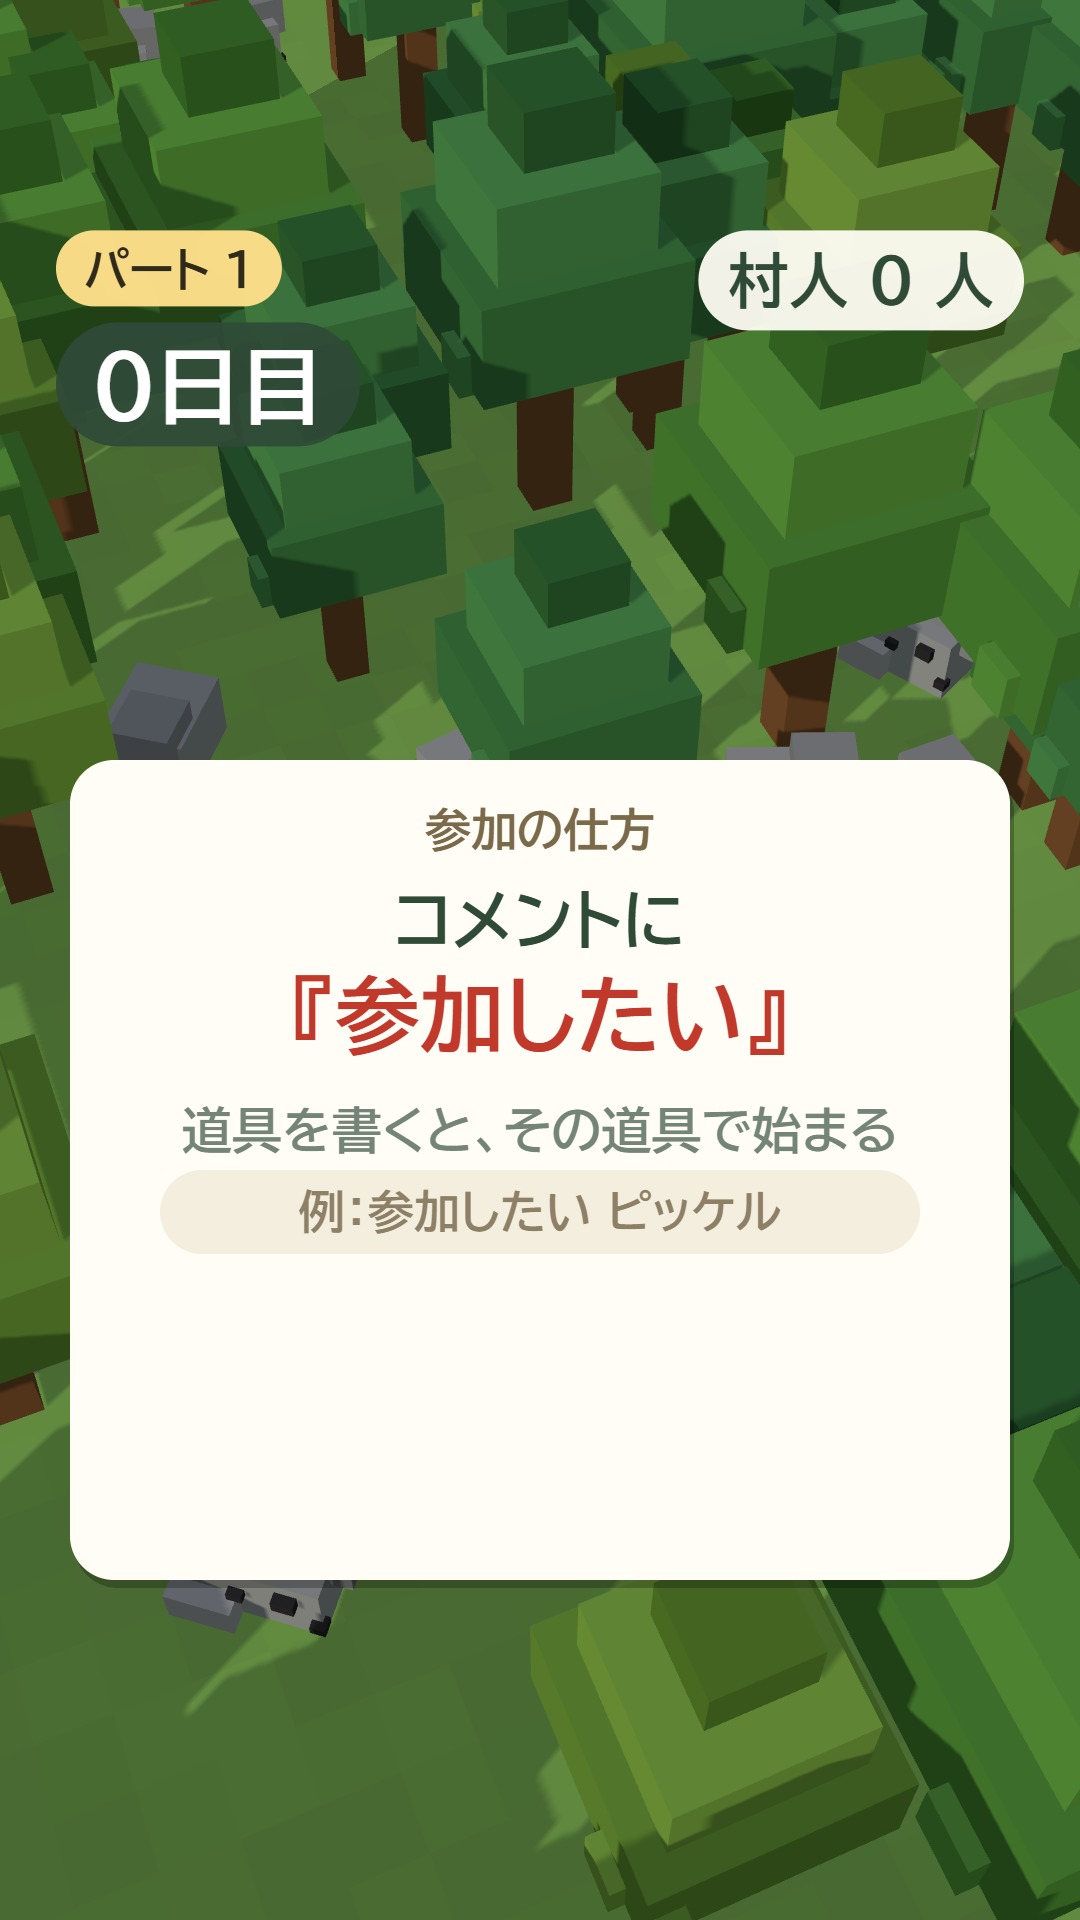 パート 1
0日目
村人 0 人
参加の仕方
コメントに
『参加したい』
道具を書くと、その道具で始まる
例：参加したい ピッケル